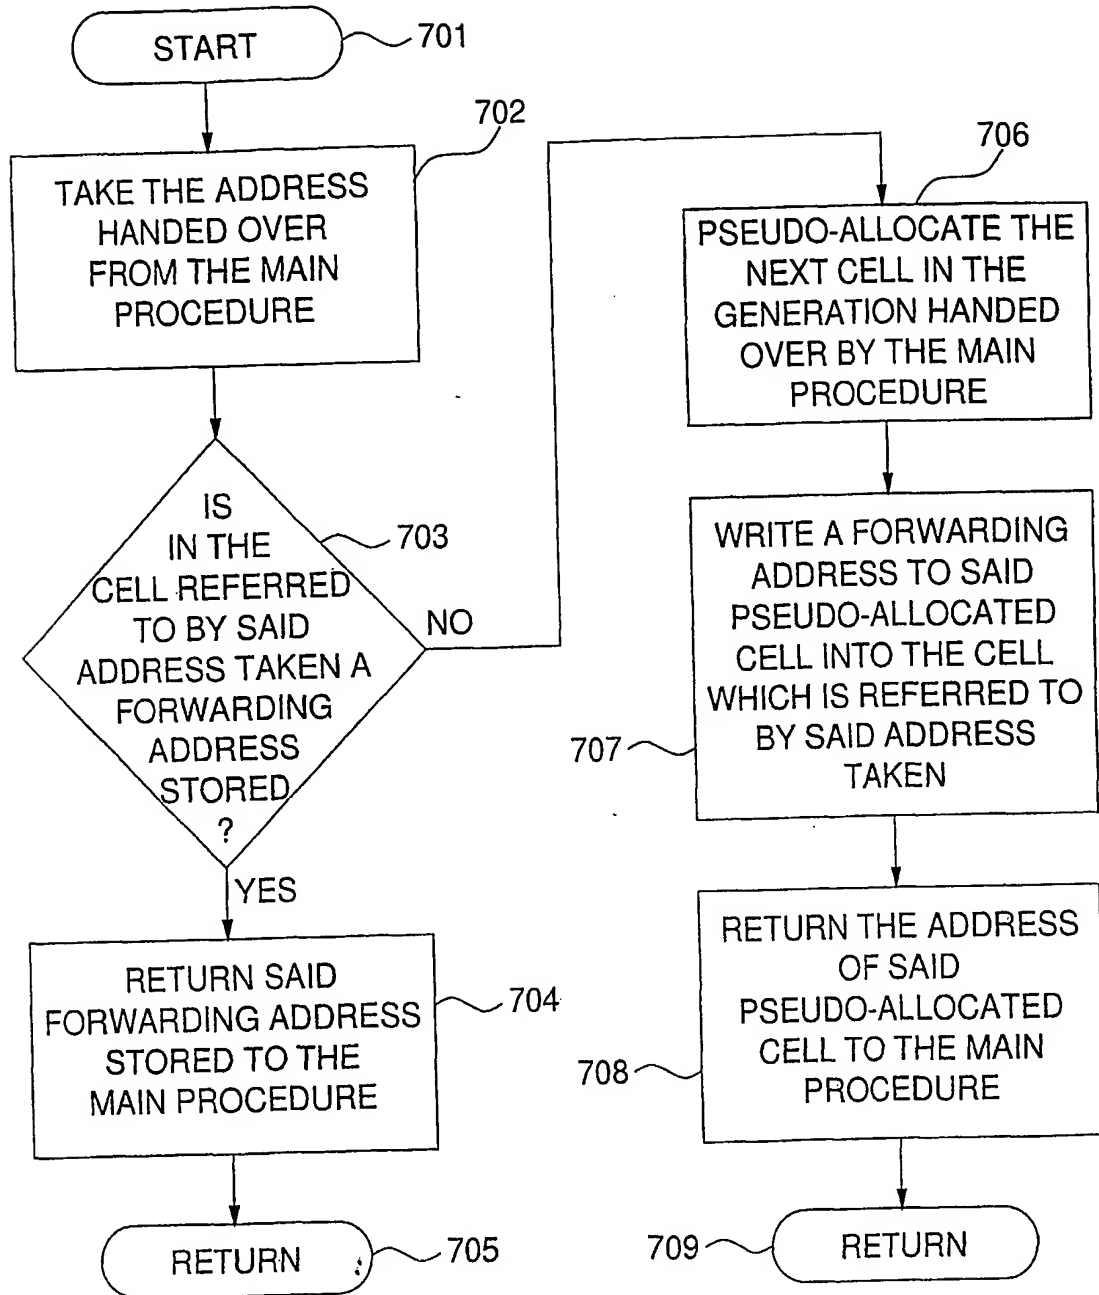 START
701
702
TAKE THE ADDRESS
HANDED OVER
FROM THE MAIN
PROCEDURE
IS
IN THE
CELL REFERRED
TO BY SAID
ADDRESS TAKEN A
FORWARDING
ADDRESS
STORED
?
703
NO
YES
RETURN SAID
FORWARDING ADDRESS
STORED TO THE
MAIN PROCEDURE
704
RETURN
705
706
PSEUDO-ALLOCATE THE
NEXT CELL IN THE
GENERATION HANDED
OVER BY THE MAIN
PROCEDURE
WRITE A FORWARDING
ADDRESS TO SAID
PSEUDO-ALLOCATED
CELL INTO THE CELL
WHICH IS REFERRED TO
BY SAID ADDRESS
TAKEN
707
RETURN THE ADDRESS
OF SAID
PSEUDO-ALLOCATED
CELL TO THE MAIN
PROCEDURE
708
RETURN
709